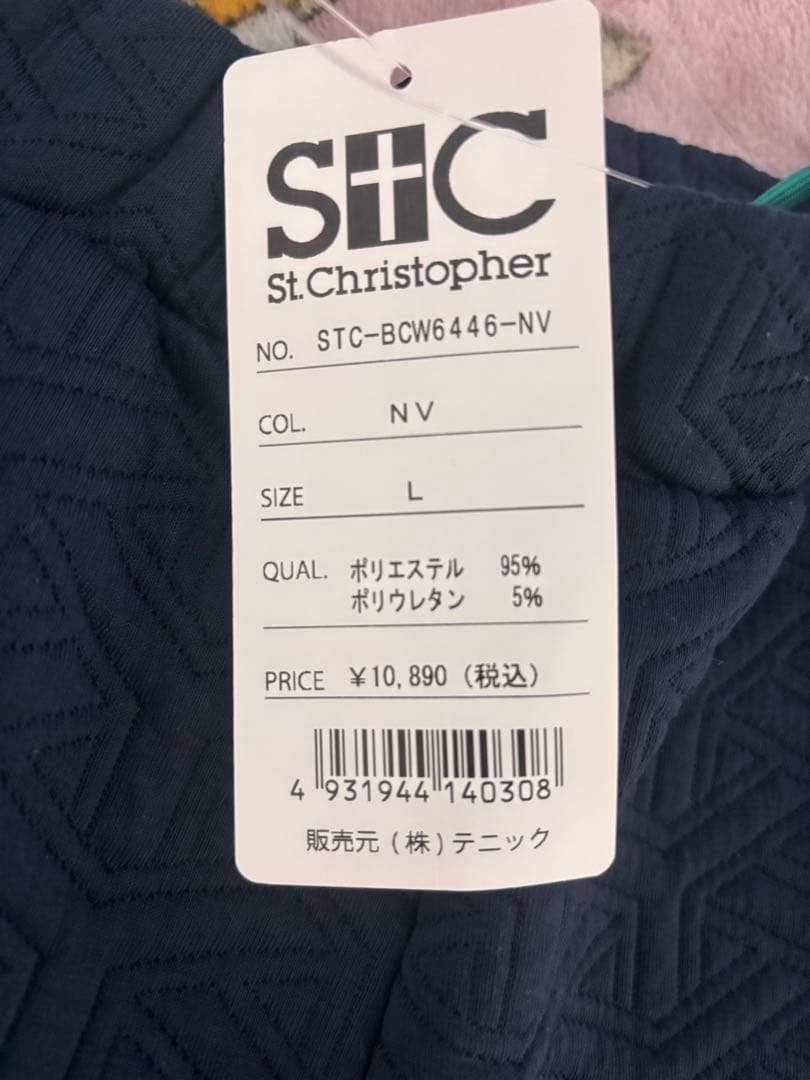 StC
St.Christopher
NO. STC-BCW6446-NV
COL. NV
SIZE L
QUAL. ポリエステル 95%
ポリウレタン 5%
PRICE ¥10,890（税込）
4 931944 140308
販売元(株)テニック